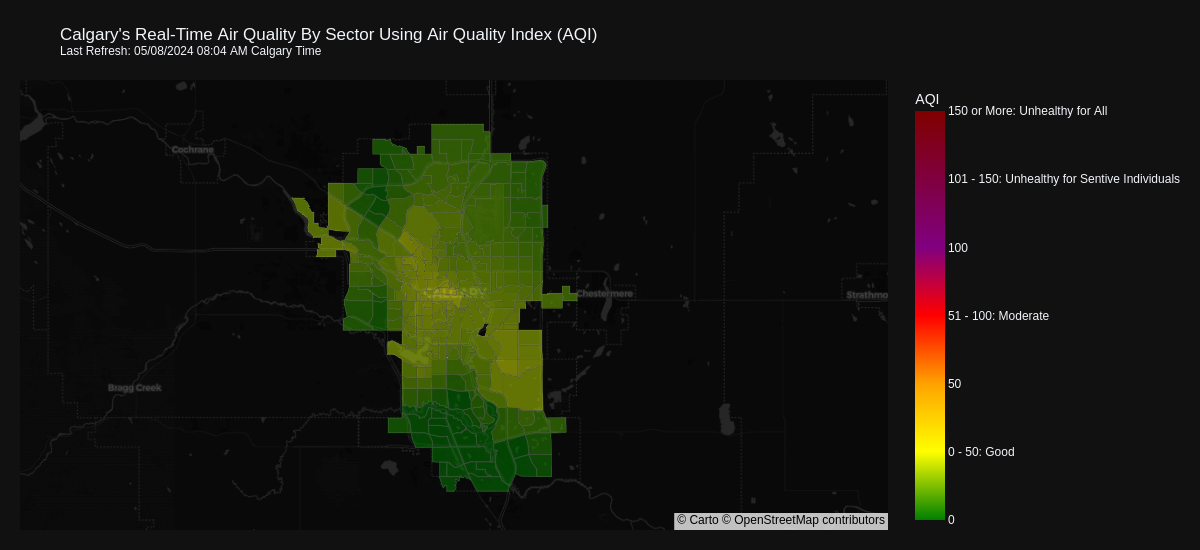 Calgary's Real-Time Air Quality By Sector Using Air Quality Index (AQI)
Last Refresh: 05/08/2024 08:04 AM Calgary Time
AQI
150 or More: Unhealthy for All
101 - 150: Unhealthy for Sentive Individuals
100
51 - 100: Moderate
50
0 - 50: Good
0
Cochrane
CALGARY
Chestermere
Strathmo
Bragg Creek
© Carto © OpenStreetMap contributors